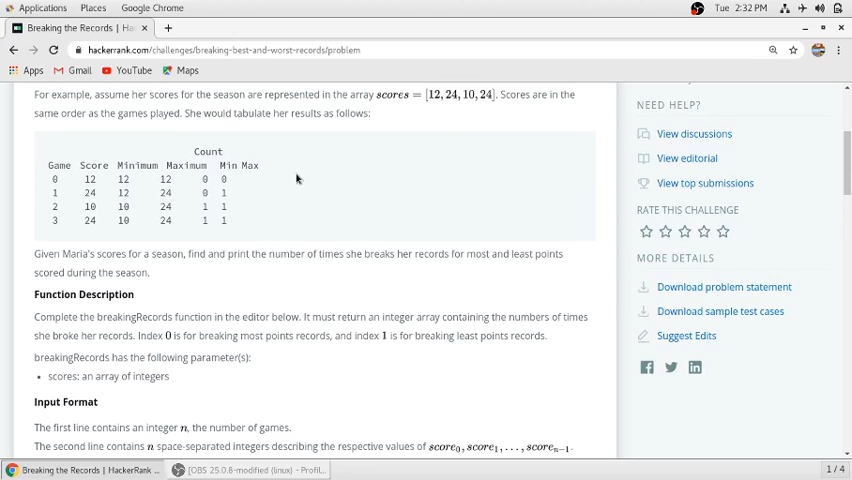 Applications Places Google Chrome Tue 2:32 PM
Breaking the Records | Ha
hackerrank.com/challenges/breaking-best-and-worst-records/problem
Apps Gmail YouTube Maps
For example, assume her scores for the season are represented in the array scores = [12, 24, 10, 24]. Scores are in the
same order as the games played. She would tabulate her results as follows:
Count
Game Score Minimum Maximum Min Max
0 12 12 12 0 0
1 24 12 24 0 1
2 10 10 24 1 1
3 24 10 24 1 1
Given Maria's scores for a season, find and print the number of times she breaks her records for most and least points
scored during the season.
Function Description
Complete the breakingRecords function in the editor below. It must return an integer array containing the numbers of times
she broke her records. Index 0 is for breaking most points records, and index 1 is for breaking least points records.
breakingRecords has the following parameter(s):
• scores: an array of integers
Input Format
The first line contains an integer n, the number of games.
The second line contains n space-separated integers describing the respective values of score0, score1, . . . , scoren−1.
NEED HELP?
View discussions
View editorial
View top submissions
RATE THIS CHALLENGE
MORE DETAILS
Download problem statement
Download sample test cases
Suggest Edits
Breaking the Records | HackerRank ... [OBS 25.0.8-modified (linux) - Profil... 1 / 4